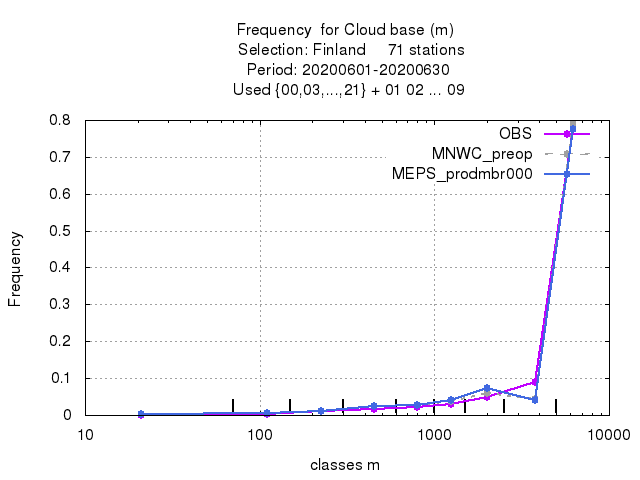 Frequency for Cloud base (m)
Selection: Finland 71 stations
Period: 20200601-20200630
Used {00,03,...,21} + 01 02 ... 09
OBS
MNWC_preop
MEPS_prodmbr000
Frequency
0.8
0.7
0.6
0.5
0.4
0.3
0.2
0.1
0
10 100 1000 10000
classes m